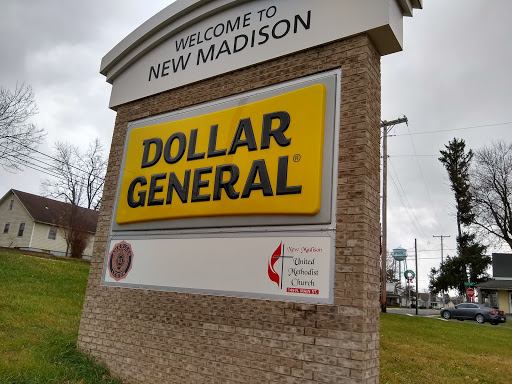 WELCOME TO
NEW MADISON
DOLLAR
GENERAL®
New Madison
United
Methodist
Church